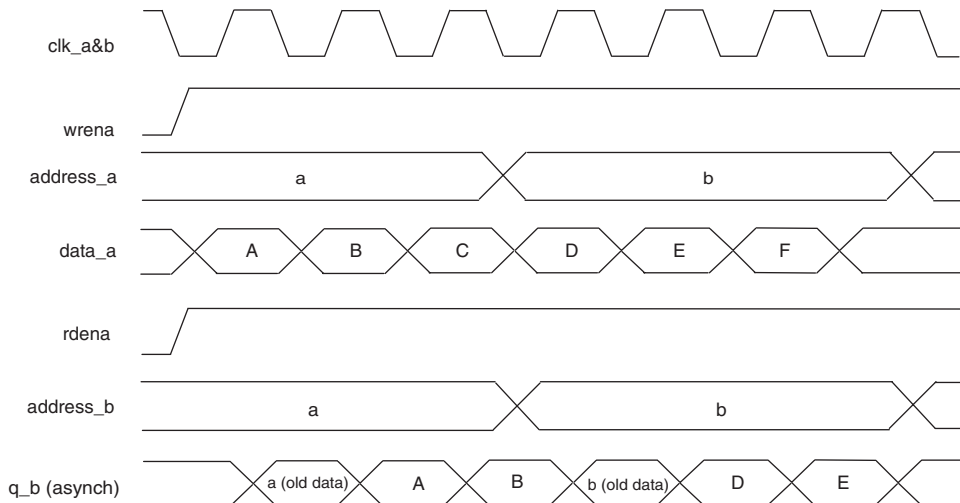 clk_a&b
wrena
address_a
a
b
data_a
A
B
C
D
E
F
rdena
address_b
a
b
q_b (asynch)
a (old data)
A
B
b (old data)
D
E